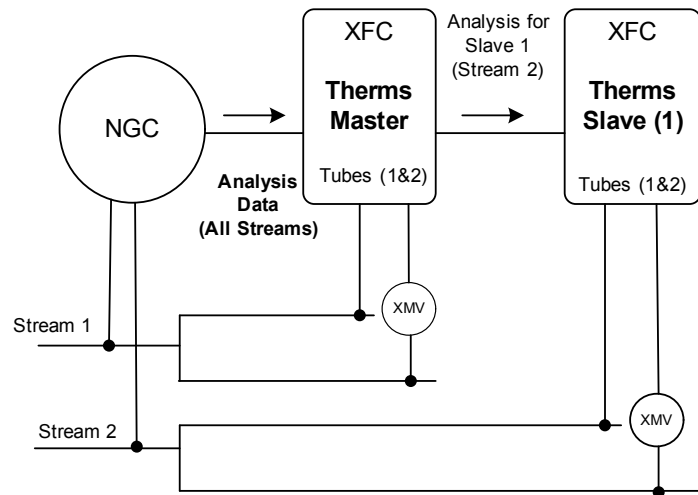 XFC
Therms
Master
Tubes (1&2)
Analysis for
Slave 1
(Stream 2)
XFC
Therms
Slave (1)
Tubes (1&2)
NGC
Analysis
Data
(All Streams)
XMV
Stream 1
XMV
Stream 2